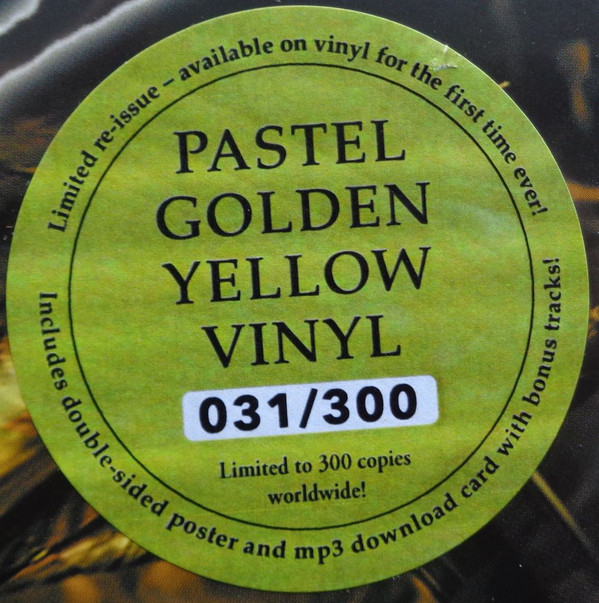 Limited re-issue – available on vinyl for the first time ever!
PASTEL
GOLDEN
YELLOW
VINYL
031/300
Limited to 300 copies
worldwide!
Includes double-sided poster and mp3 download card with bonus tracks!